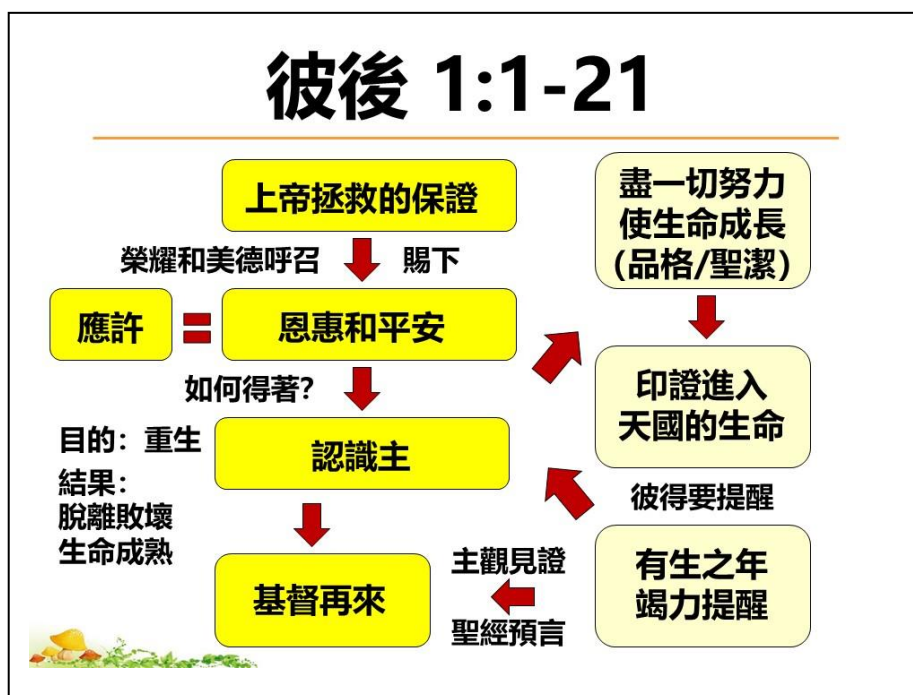 彼後 1:1-21
上帝拯救的保證
榮耀和美德呼召
賜下
應許
恩惠和平安
如何得著?
目的：重生
結果：
脫離敗壞
生命成熟
認識主
基督再來
主觀見證
聖經預言
盡一切努力
使生命成長
(品格/聖潔)
印證進入
天國的生命
彼得要提醒
有生之年
竭力提醒